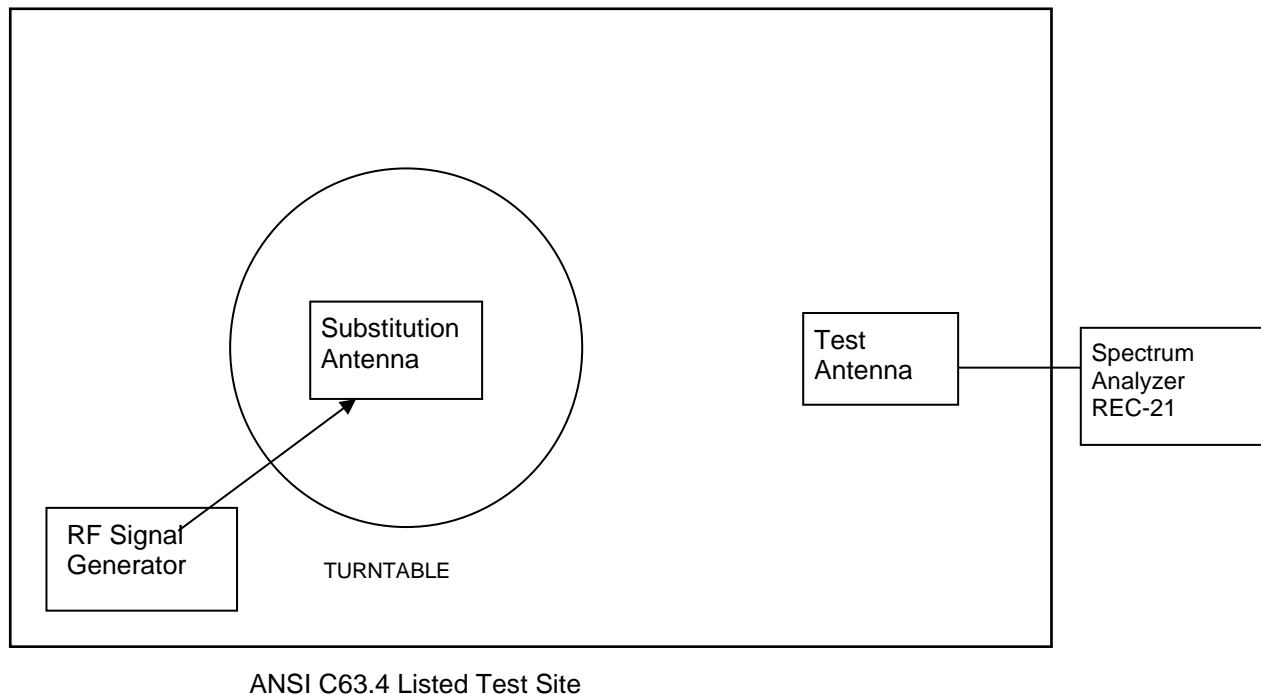 Substitution
Antenna
Test
Antenna
Spectrum
Analyzer
REC-21
RF Signal
Generator
TURNTABLE
ANSI C63.4 Listed Test Site